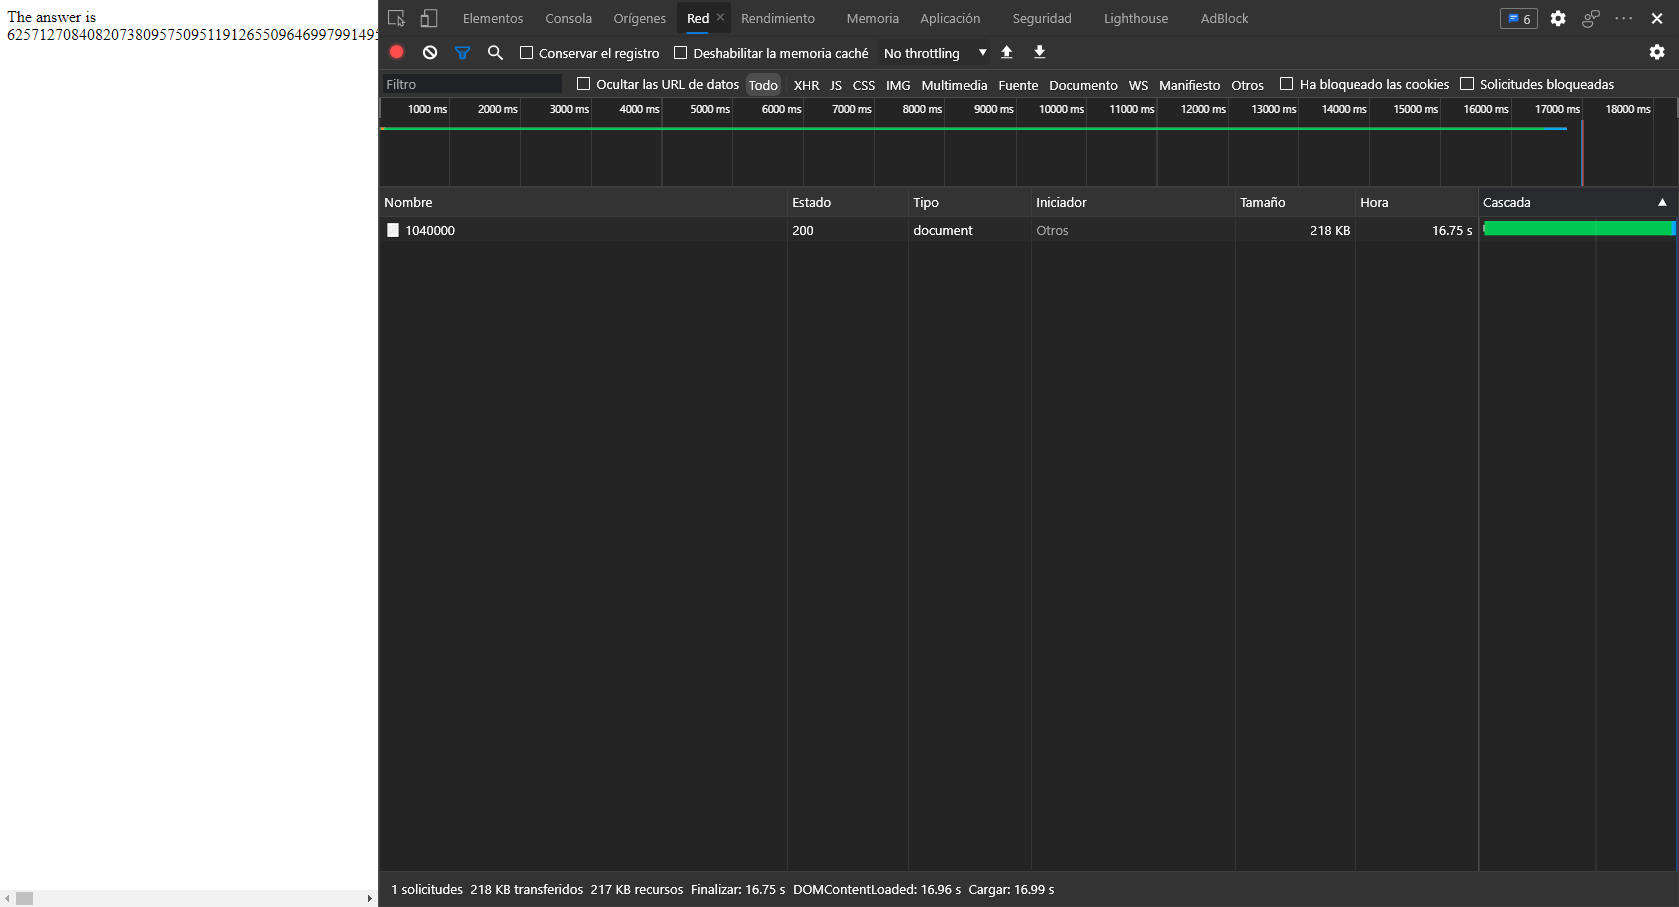 The answer is
6257127084082073809575095119126550964699799149
Elementos Consola Orígenes Red Rendimiento Memoria Aplicación Seguridad Lighthouse AdBlock 6
Conservar el registro Deshabilitar la memoria caché No throttling
Filtro Ocultar las URL de datos Todo XHR JS CSS IMG Multimedia Fuente Documento WS Manifiesto Otros Ha bloqueado las cookies Solicitudes bloqueadas
1000 ms 2000 ms 3000 ms 4000 ms 5000 ms 6000 ms 7000 ms 8000 ms 9000 ms 10000 ms 11000 ms 12000 ms 13000 ms 14000 ms 15000 ms 16000 ms 17000 ms 18000 ms
Nombre Estado Tipo Iniciador Tamaño Hora Cascada
1040000 200 document Otros 218 KB 16.75 s
1 solicitudes 218 KB transferidos 217 KB recursos Finalizar: 16.75 s DOMContentLoaded: 16.96 s Cargar: 16.99 s